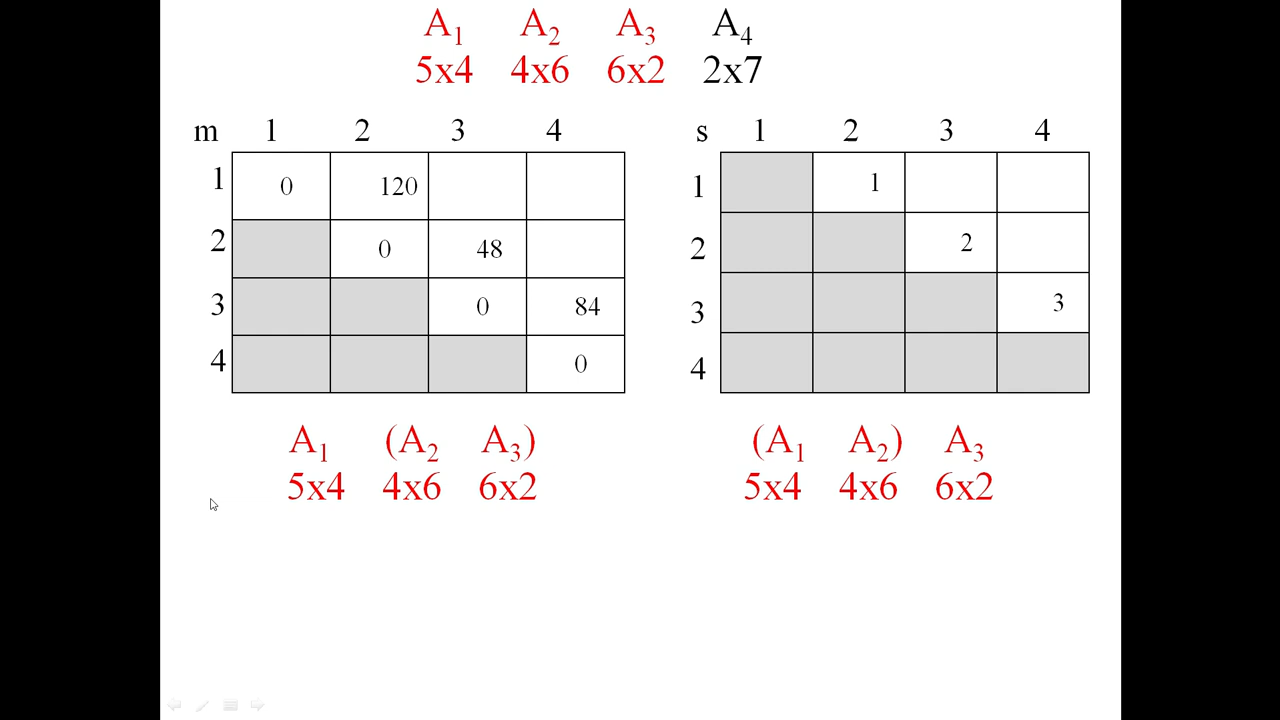 A₁ A₂ A₃ A₄
5x4 4x6 6x2 2x7
m 1 2 3 4
1 0 120
2 0 48
3 0 84
4 0
s 1 2 3 4
1 1
2 2
3 3
4
A₁ (A₂ A₃)
5x4 4x6 6x2
(A₁ A₂) A₃
5x4 4x6 6x2